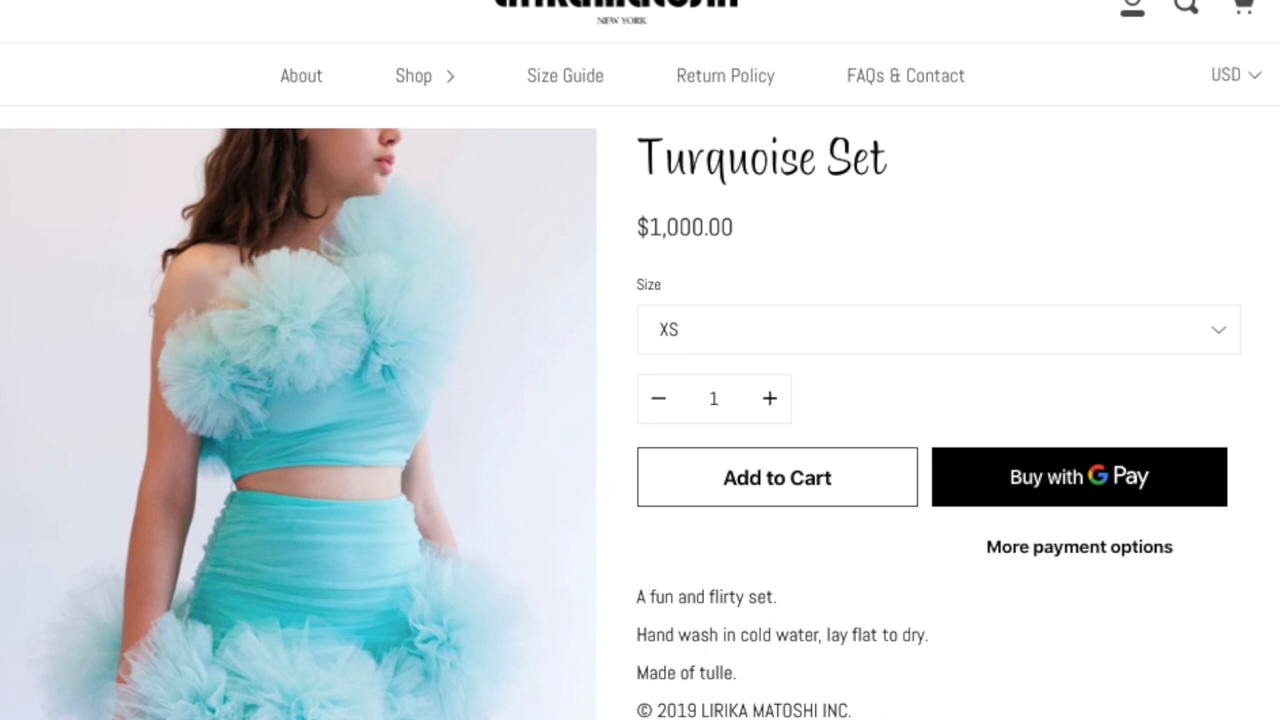 lirika matoshi
NEW YORK
About Shop Size Guide Return Policy FAQs & Contact USD
Turquoise Set
$1,000.00
Size
XS
1
Add to Cart Buy with G Pay
More payment options
A fun and flirty set.
Hand wash in cold water, lay flat to dry.
Made of tulle.
© 2019 LIRIKA MATOSHI INC.